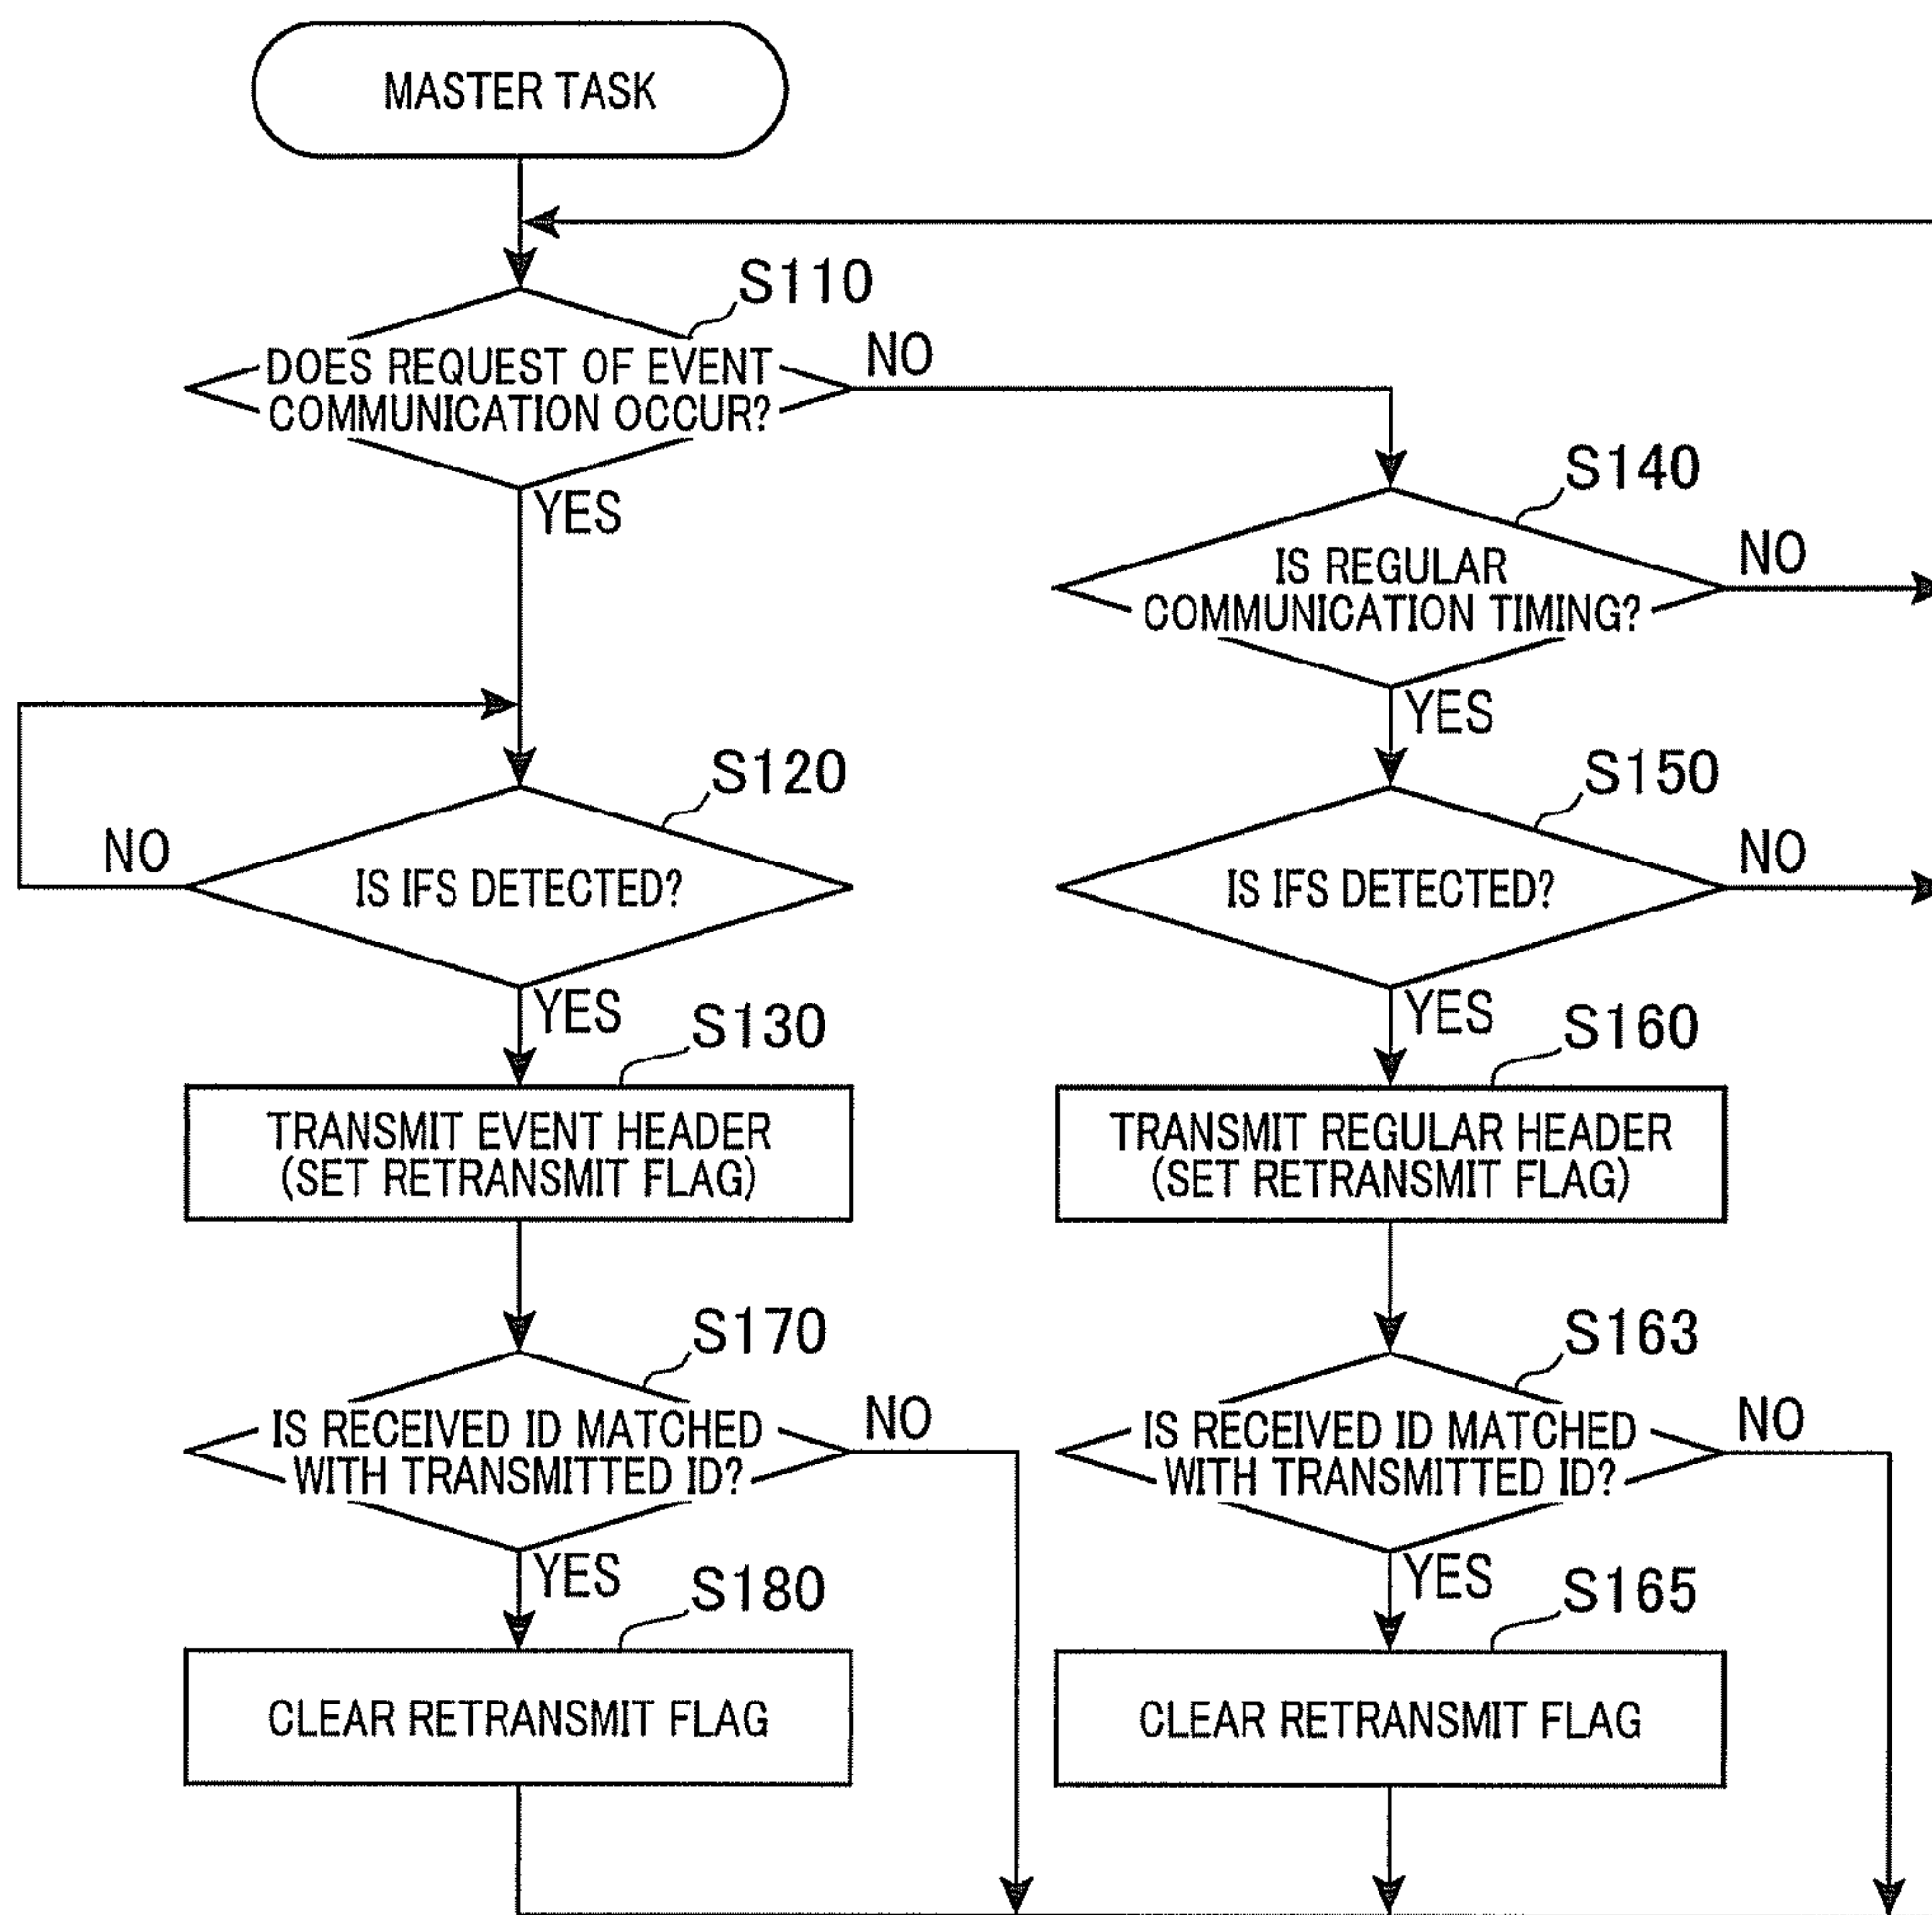 MASTER TASK
S110
DOES REQUEST OF EVENT
COMMUNICATION OCCUR?
NO
YES
S140
IS REGULAR
COMMUNICATION TIMING?
NO
YES
S120
IS IFS DETECTED?
NO
YES
S150
IS IFS DETECTED?
NO
YES
S130
TRANSMIT EVENT HEADER
(SET RETRANSMIT FLAG)
S160
TRANSMIT REGULAR HEADER
(SET RETRANSMIT FLAG)
S170
IS RECEIVED ID MATCHED
WITH TRANSMITTED ID?
NO
YES
S163
IS RECEIVED ID MATCHED
WITH TRANSMITTED ID?
NO
YES
S180
CLEAR RETRANSMIT FLAG
S165
CLEAR RETRANSMIT FLAG